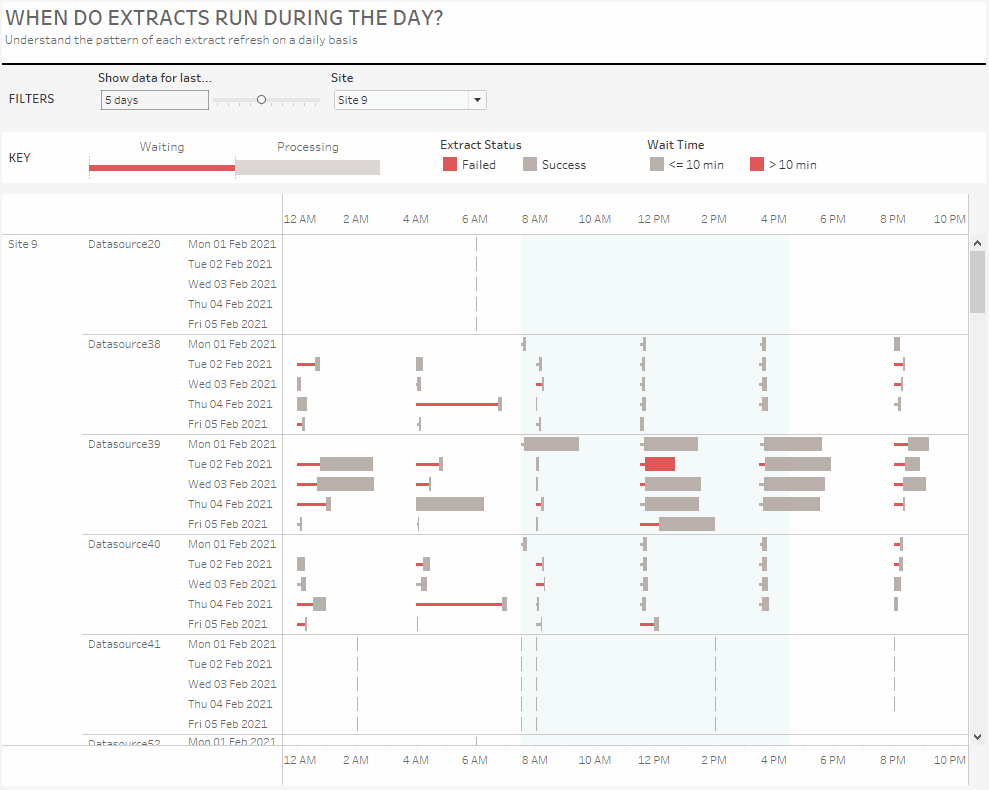 WHEN DO EXTRACTS RUN DURING THE DAY?
Understand the pattern of each extract refresh on a daily basis
FILTERS
Show data for last...
5 days
Site
Site 9
KEY
Waiting
Processing
Extract Status
Failed
Success
Wait Time
<= 10 min
> 10 min
12 AM 2 AM 4 AM 6 AM 8 AM 10 AM 12 PM 2 PM 4 PM 6 PM 8 PM 10 PM
Site 9 Datasource20 Mon 01 Feb 2021
Tue 02 Feb 2021
Wed 03 Feb 2021
Thu 04 Feb 2021
Fri 05 Feb 2021
Datasource38 Mon 01 Feb 2021
Tue 02 Feb 2021
Wed 03 Feb 2021
Thu 04 Feb 2021
Fri 05 Feb 2021
Datasource39 Mon 01 Feb 2021
Tue 02 Feb 2021
Wed 03 Feb 2021
Thu 04 Feb 2021
Fri 05 Feb 2021
Datasource40 Mon 01 Feb 2021
Tue 02 Feb 2021
Wed 03 Feb 2021
Thu 04 Feb 2021
Fri 05 Feb 2021
Datasource41 Mon 01 Feb 2021
Tue 02 Feb 2021
Wed 03 Feb 2021
Thu 04 Feb 2021
Fri 05 Feb 2021
Datasource52 Mon 01 Feb 2021
12 AM 2 AM 4 AM 6 AM 8 AM 10 AM 12 PM 2 PM 4 PM 6 PM 8 PM 10 PM